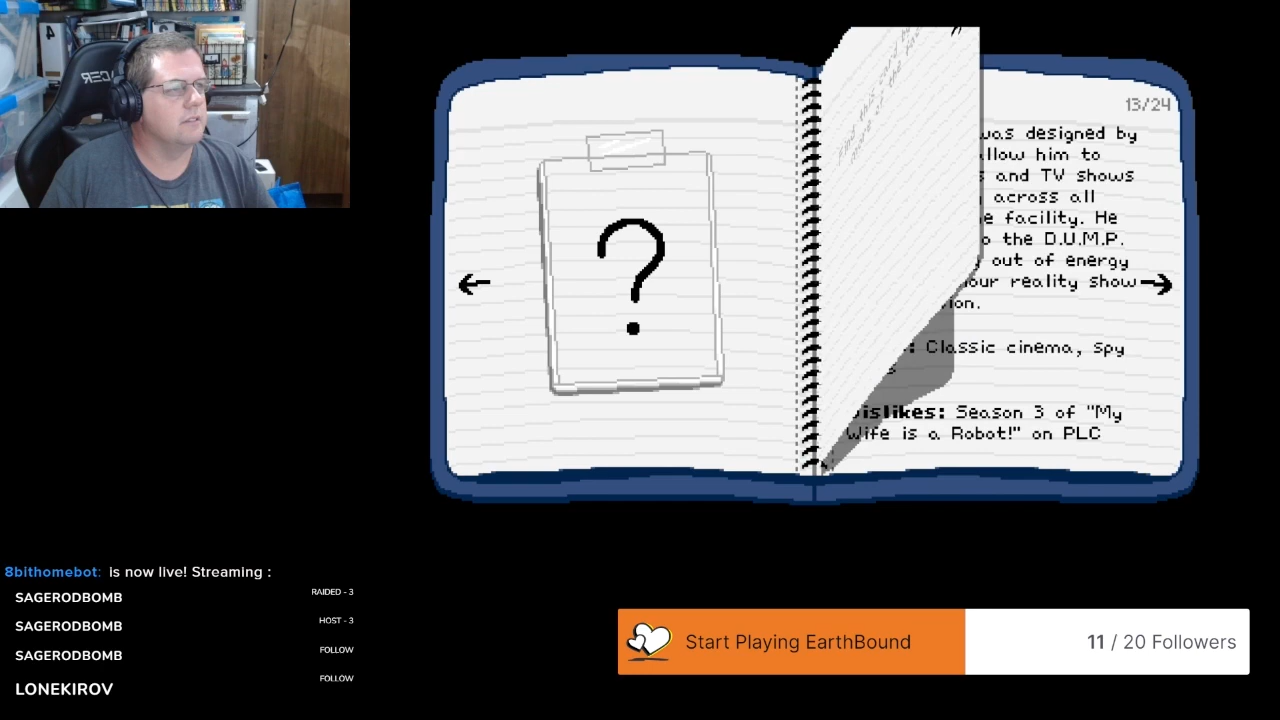 13/24
was designed by
llow him to
s and TV shows
across all
e facility. He
o the D.U.M.P.
out of energy
our reality show
ion.
: Classic cinema, spy
s
islikes: Season 3 of "My
Wife is a Robot!" on PLC
8bithomebot: is now live! Streaming :
SAGERODBOMB RAIDED - 3
SAGERODBOMB HOST - 3
SAGERODBOMB FOLLOW
LONEKIROV FOLLOW
Start Playing EarthBound 11 / 20 Followers